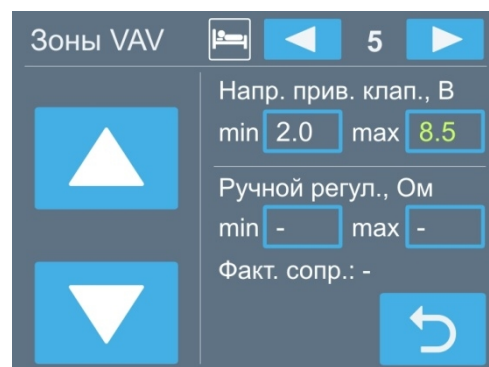 Зоны VAV 5
Напр. прив. клап., В
min 2.0 max 8.5
Ручной регул., Ом
min - max -
Факт. сопр.: -